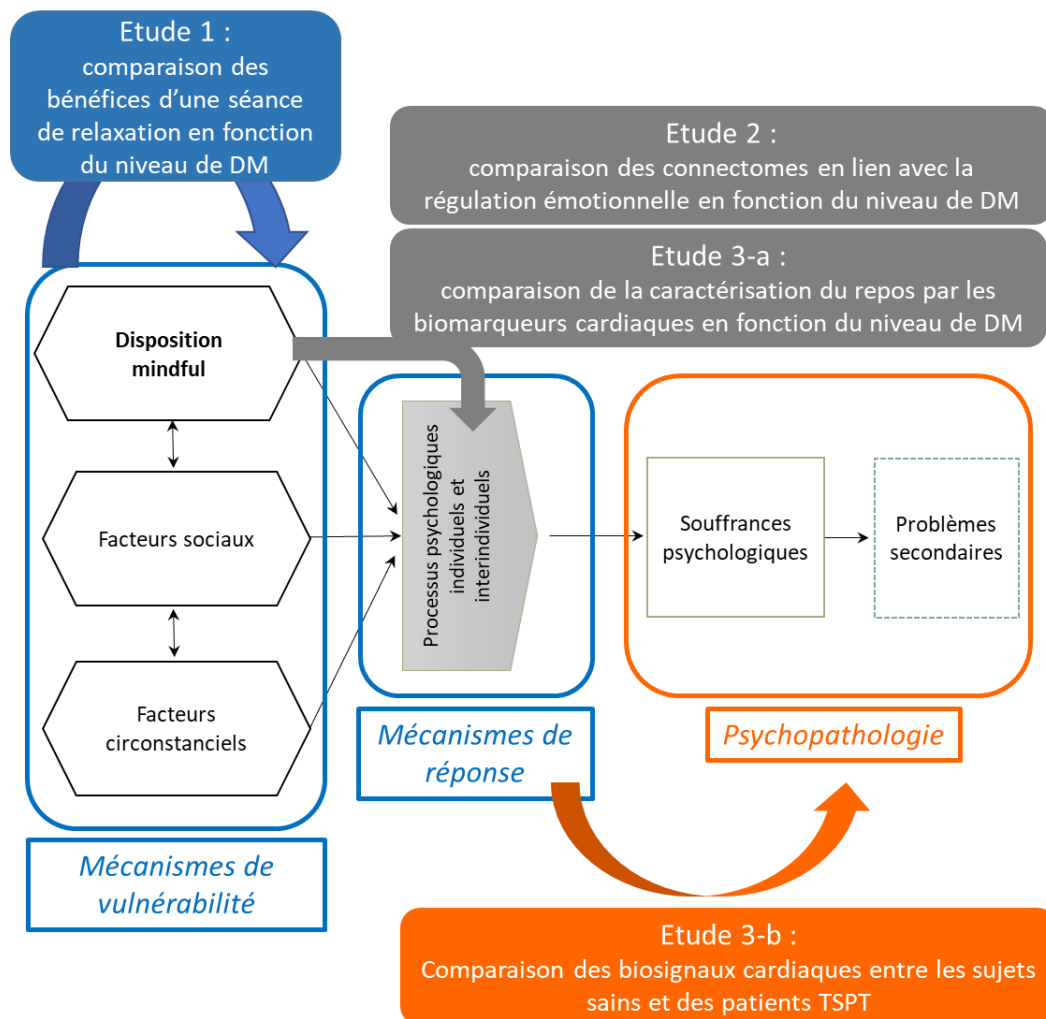 Etude 1 :
comparaison des
bénéfices d'une séance
de relaxation en fonction
du niveau de DM
Etude 2 :
comparaison des connectomes en lien avec la
régulation émotionnelle en fonction du niveau de DM
Etude 3-a :
comparaison de la caractérisation du repos par les
biomarqueurs cardiaques en fonction du niveau de DM
Disposition
mindful
Facteurs sociaux
Facteurs
circonstanciels
Mécanismes de
vulnérabilité
Processus psychologiques
individuels et
interindividuels
Mécanismes de
réponse
Souffrances
psychologiques
Problèmes
secondaires
Psychopathologie
Etude 3-b :
Comparaison des biosignaux cardiaques entre les sujets
sains et des patients TSPT